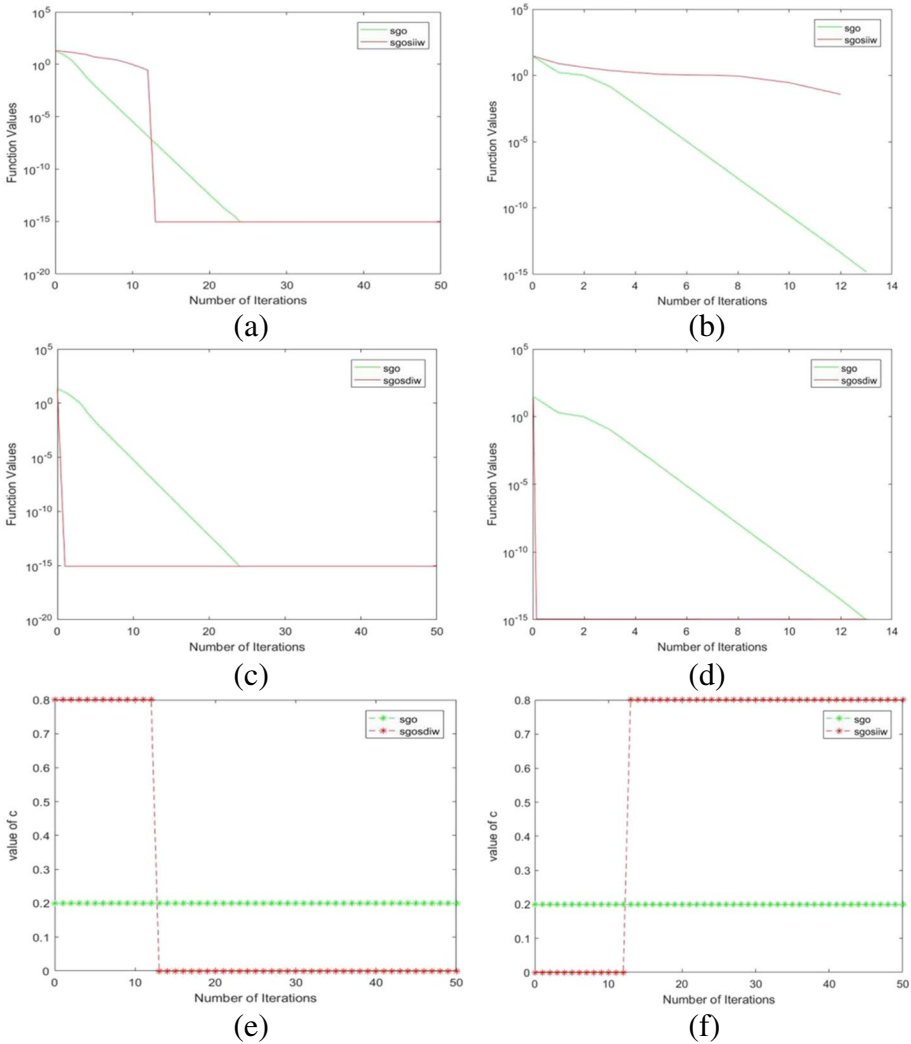 10^5
10^0
10^-5
10^-10
10^-15
10^-20
Function Values
sgo
sgosiiw
0 10 20 30 40 50
Number of Iterations
(a)
10^5
10^0
10^-5
10^-10
10^-15
Function Values
sgo
sgosiiw
0 2 4 6 8 10 12 14
Number of Iterations
(b)
10^5
10^0
10^-5
10^-10
10^-15
10^-20
Function Values
sgo
sgosdiw
0 10 20 30 40 50
Number of Iterations
(c)
10^5
10^0
10^-5
10^-10
10^-15
Function Values
sgo
sgosdiw
0 2 4 6 8 10 12 14
Number of Iterations
(d)
0.8
0.7
0.6
0.5
0.4
0.3
0.2
0.1
0
value of c
sgo
sgosdiw
0 10 20 30 40 50
Number of Iterations
(e)
0.8
0.7
0.6
0.5
0.4
0.3
0.2
0.1
0
value of c
sgo
sgosiiw
0 10 20 30 40 50
Number of Iterations
(f)